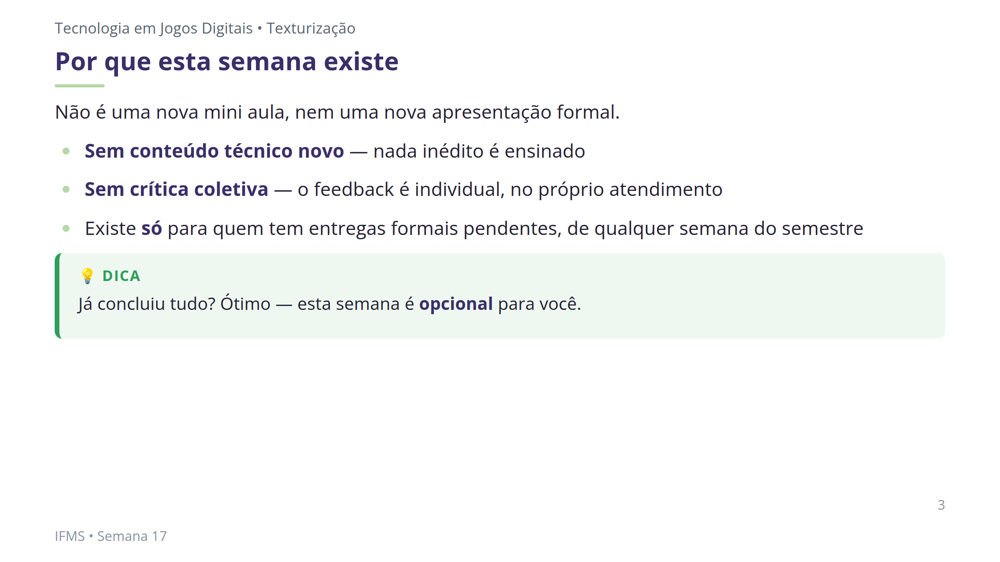 Tecnologia em Jogos Digitais • Texturização
Por que esta semana existe
Não é uma nova mini aula, nem uma nova apresentação formal.
• Sem conteúdo técnico novo — nada inédito é ensinado
• Sem crítica coletiva — o feedback é individual, no próprio atendimento
• Existe só para quem tem entregas formais pendentes, de qualquer semana do semestre
💡 DICA
Já concluiu tudo? Ótimo — esta semana é opcional para você.
3
IFMS • Semana 17